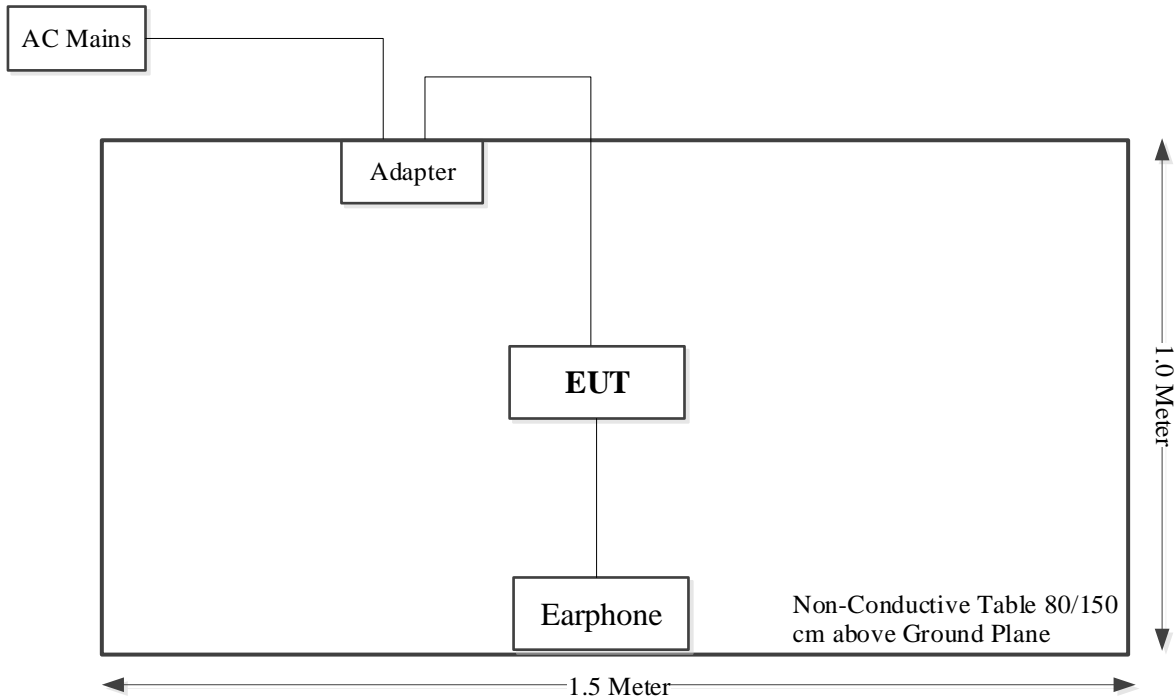 AC Mains
Adapter
EUT
1.0 Meter
Earphone
Non-Conductive Table 80/150
cm above Ground Plane
1.5 Meter